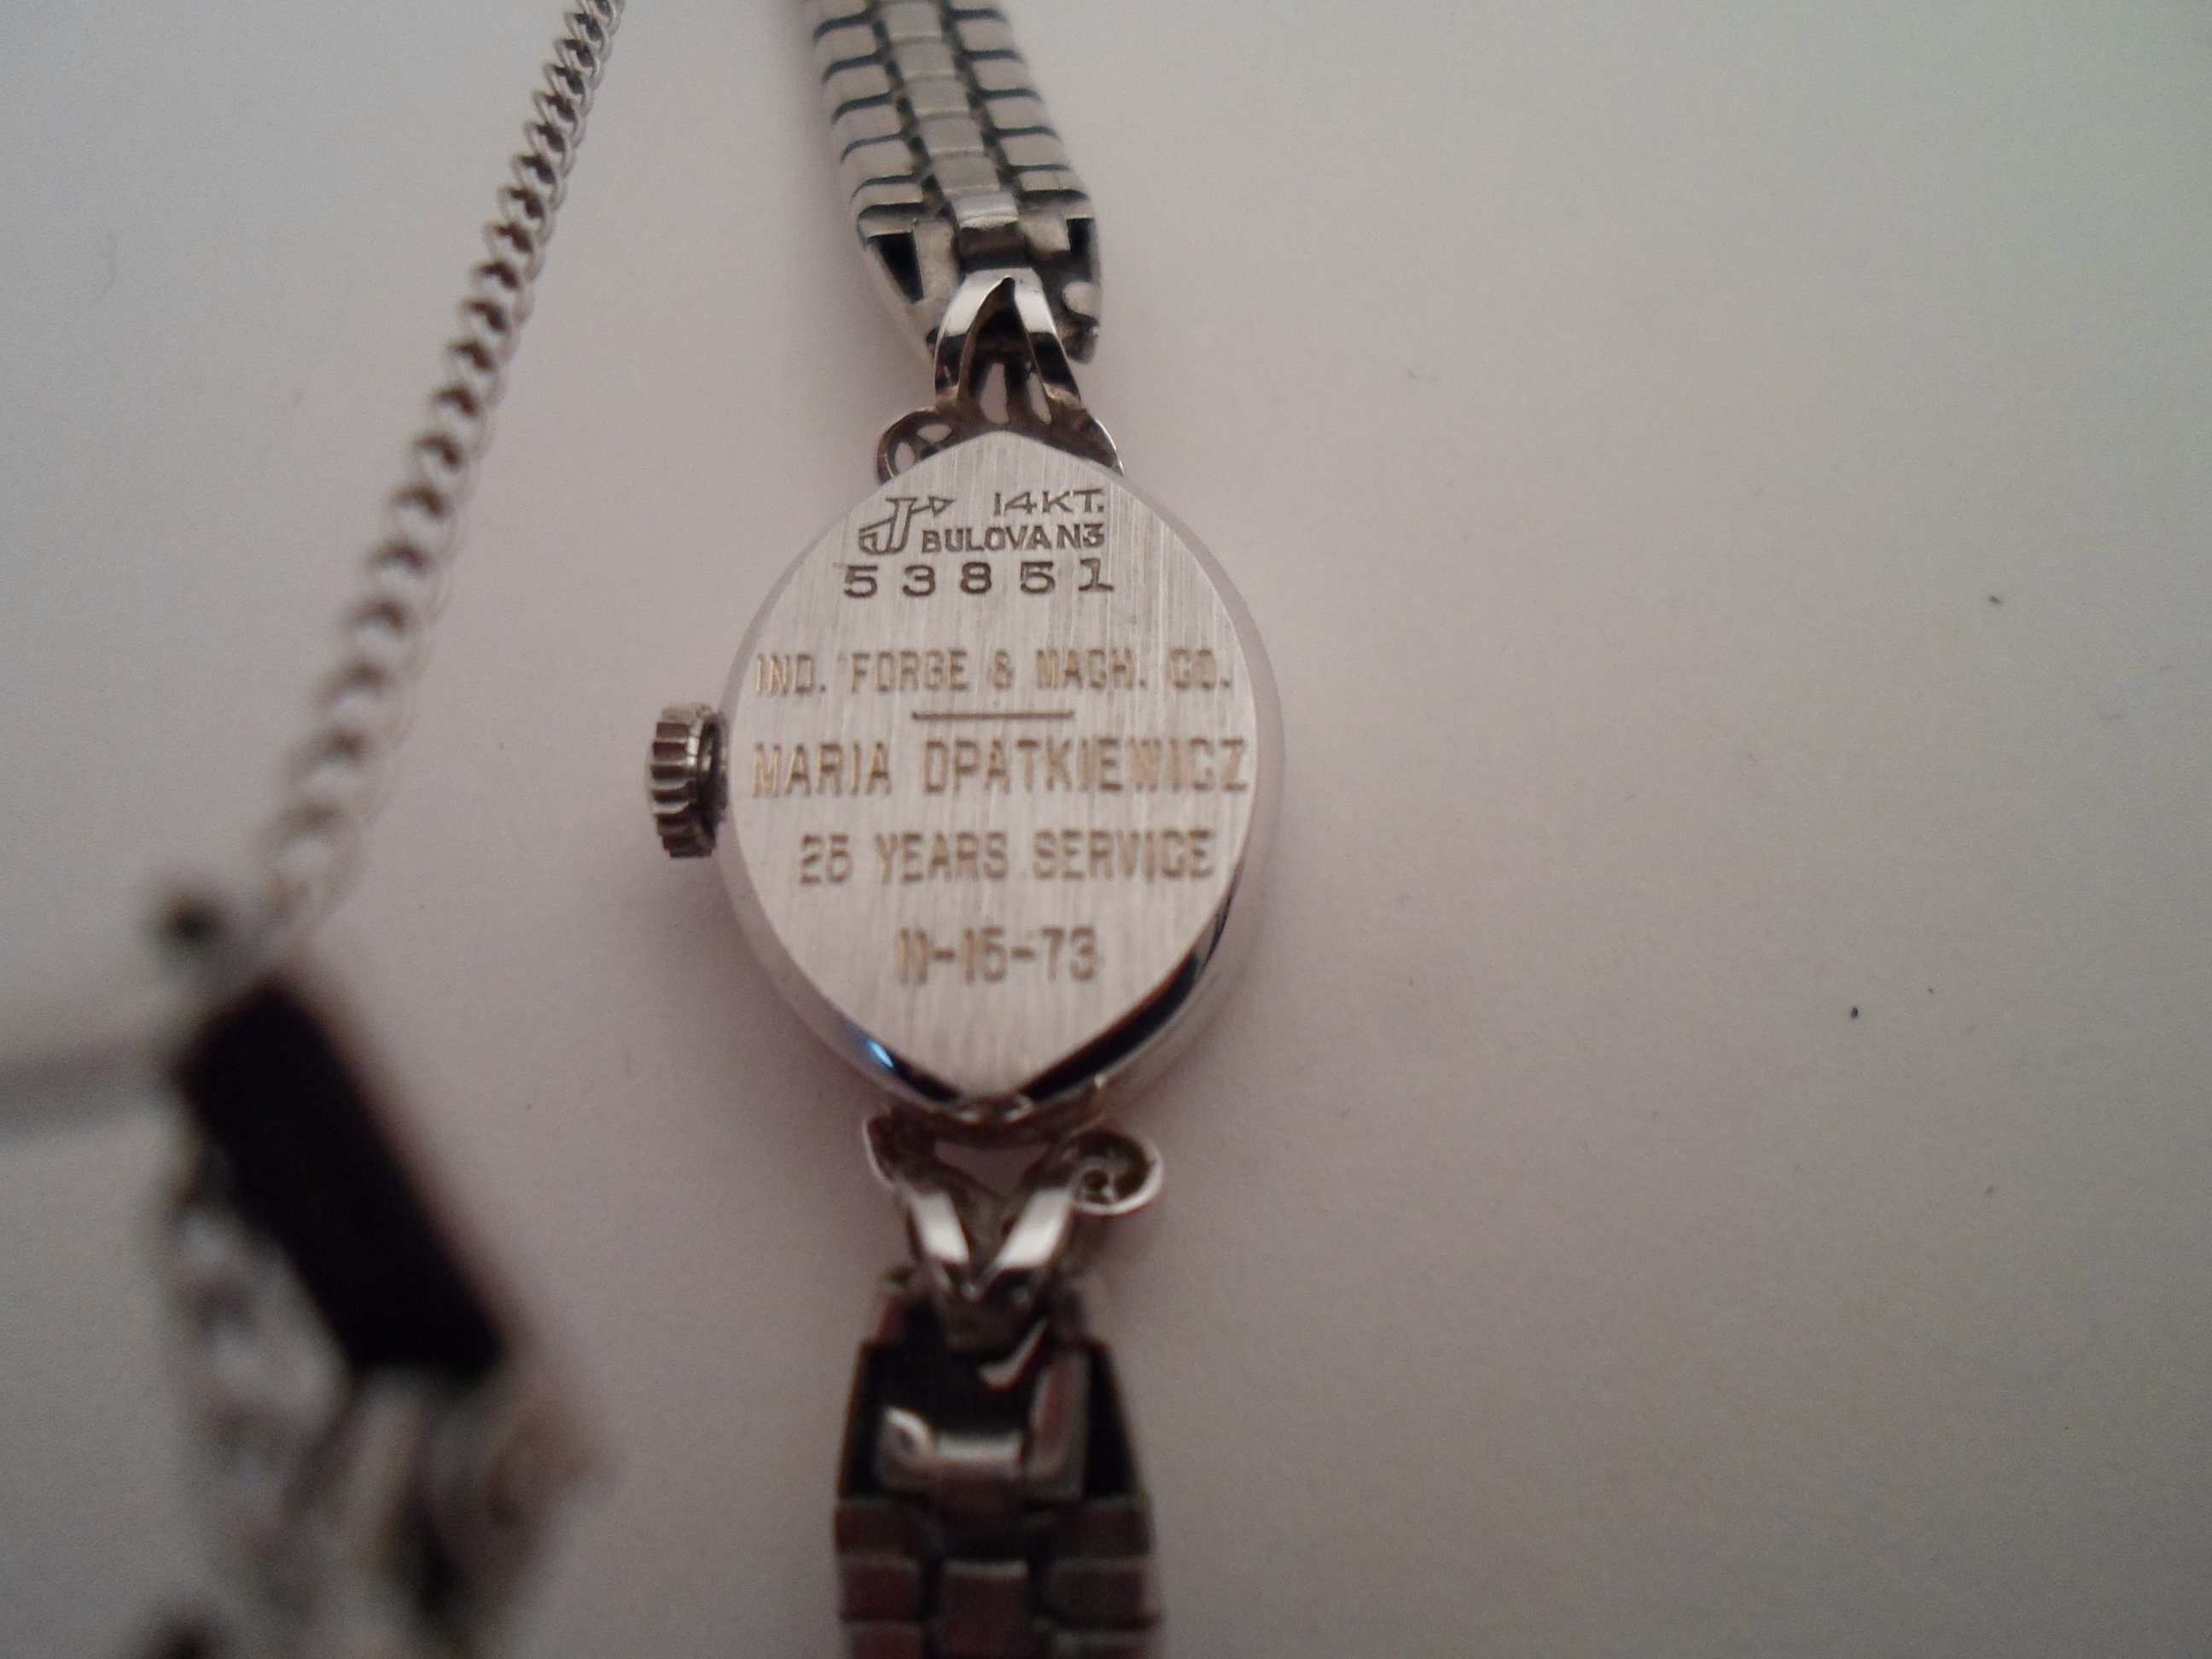 J 14KT.
BULOVA N3
53851
IND. FORGE & MACH. CO.
MARIA OPATKIEWICZ
25 YEARS SERVICE
11-15-73